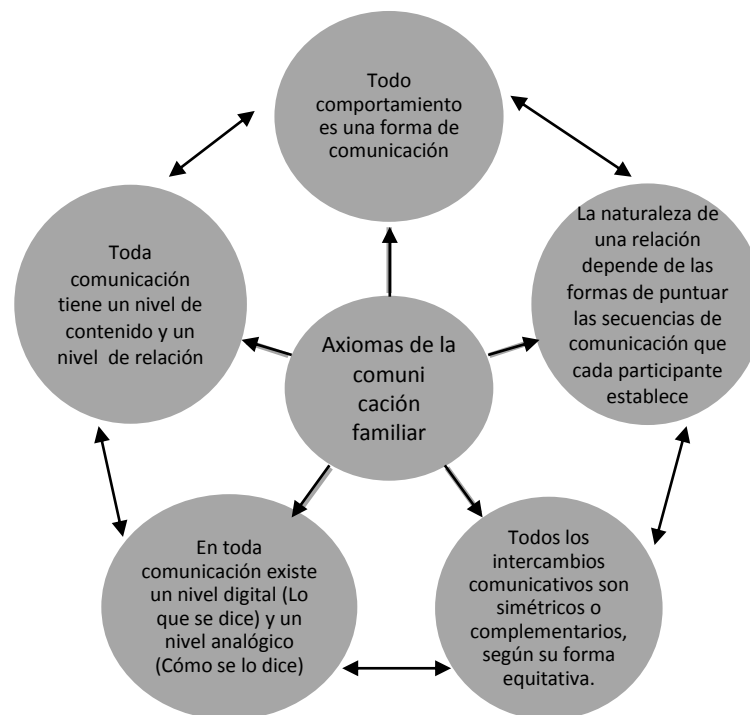 Todo
comportamiento
es una forma de
comunicación
Toda
comunicación
tiene un nivel de
contenido y un
nivel de relación
La naturaleza de
una relación
depende de las
formas de puntuar
las secuencias de
comunicación que
cada participante
establece
Axiomas de la
comuni
cación
familiar
En toda
comunicación existe
un nivel digital (Lo
que se dice) y un
nivel analógico
(Cómo se lo dice)
Todos los
intercambios
comunicativos son
simétricos o
complementarios,
según su forma
equitativa.